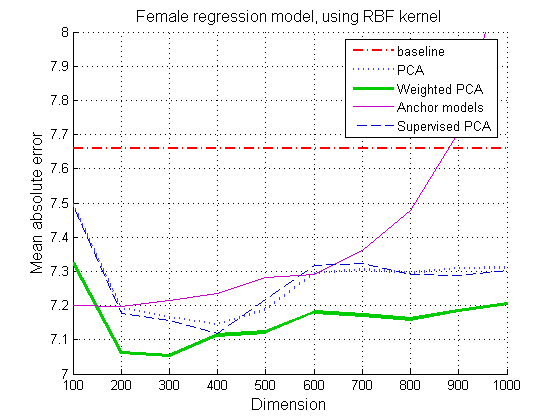 Female regression model, using RBF kernel
8
7.9
7.8
7.7
7.6
7.5
7.4
7.3
7.2
7.1
7
Mean absolute error
baseline
PCA
Weighted PCA
Anchor models
Supervised PCA
100 200 300 400 500 600 700 800 900 1000
Dimension